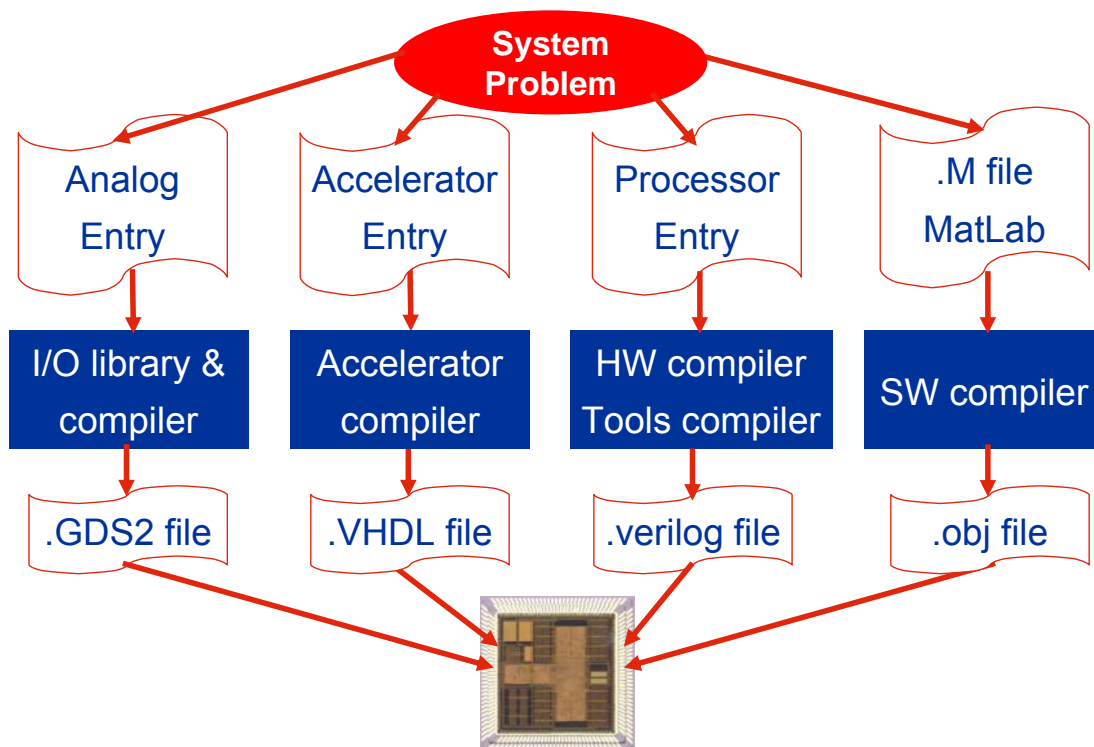 System
Problem
Analog
Entry
Accelerator
Entry
Processor
Entry
.M file
MatLab
I/O library &
compiler
Accelerator
compiler
HW compiler
Tools compiler
SW compiler
.GDS2 file
.VHDL file
.verilog file
.obj file